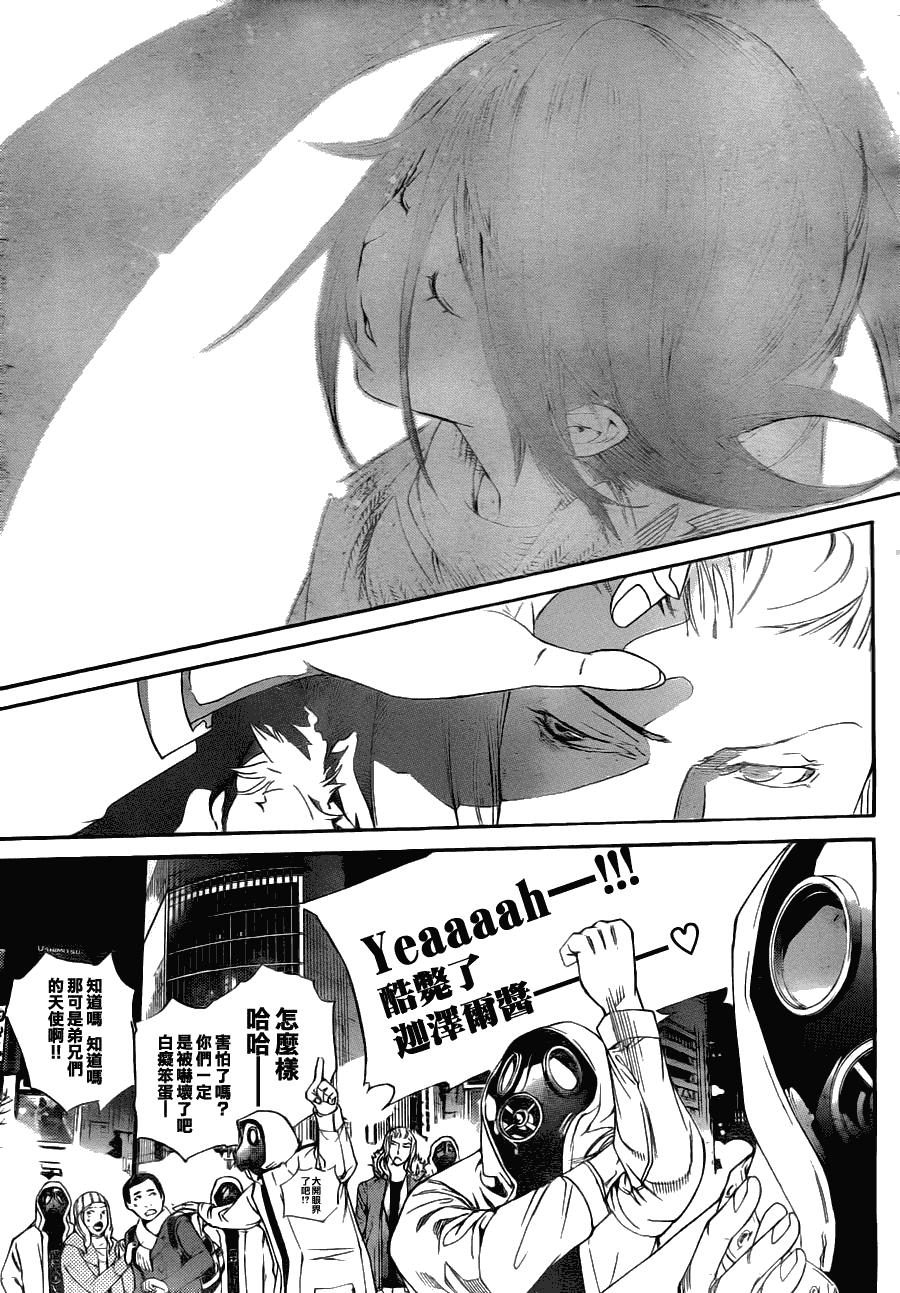 Yeaaaah—!!!
酷斃了
迦澤爾醬——♡
怎麼樣
哈哈—
害怕了嗎？
你們一定
是被嚇壞了吧
白癡笨蛋—
大開眼界
了吧!?
知道嗎 知道嗎
那可是弟兄們
的天使啊!!